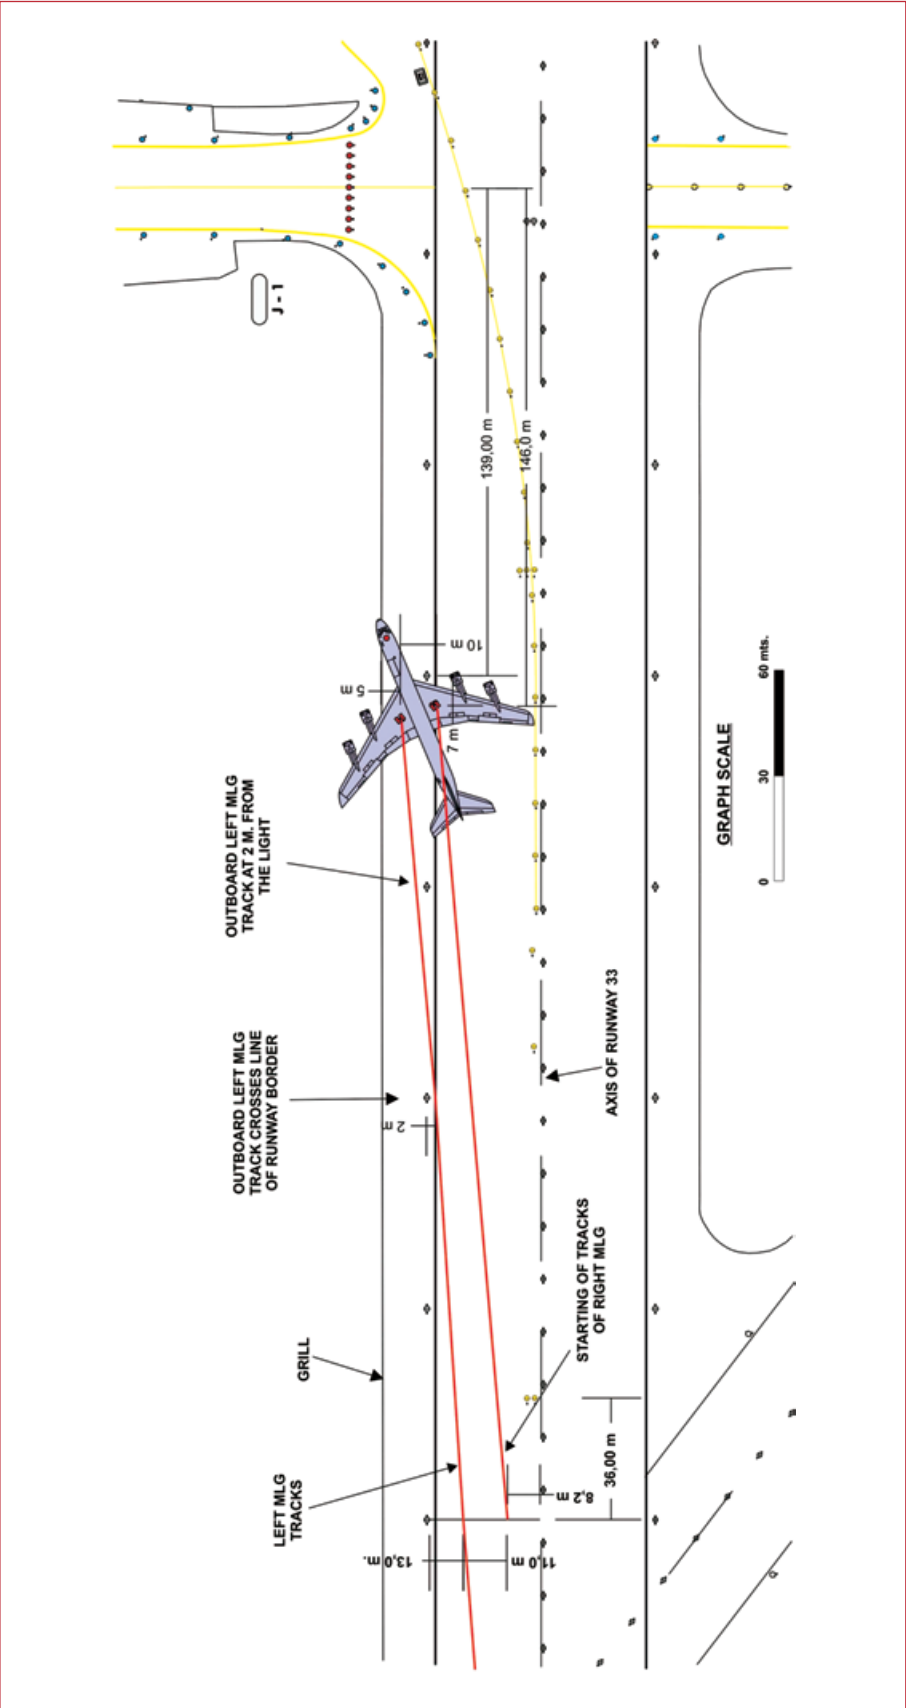 J - 1
139,00 m
146,0 m
10 m
5 m
7 m
60 mts.
30
0
GRAPH SCALE
OUTBOARD LEFT MLG
TRACK AT 2 M. FROM
THE LIGHT
OUTBOARD LEFT MLG
TRACK CROSSES LINE
OF RUNWAY BORDER
2 m
AXIS OF RUNWAY 33
STARTING OF TRACKS
OF RIGHT MLG
GRILL
LEFT MLG
TRACKS
36,00 m
8,2 m
13,0 m.
11,0 m